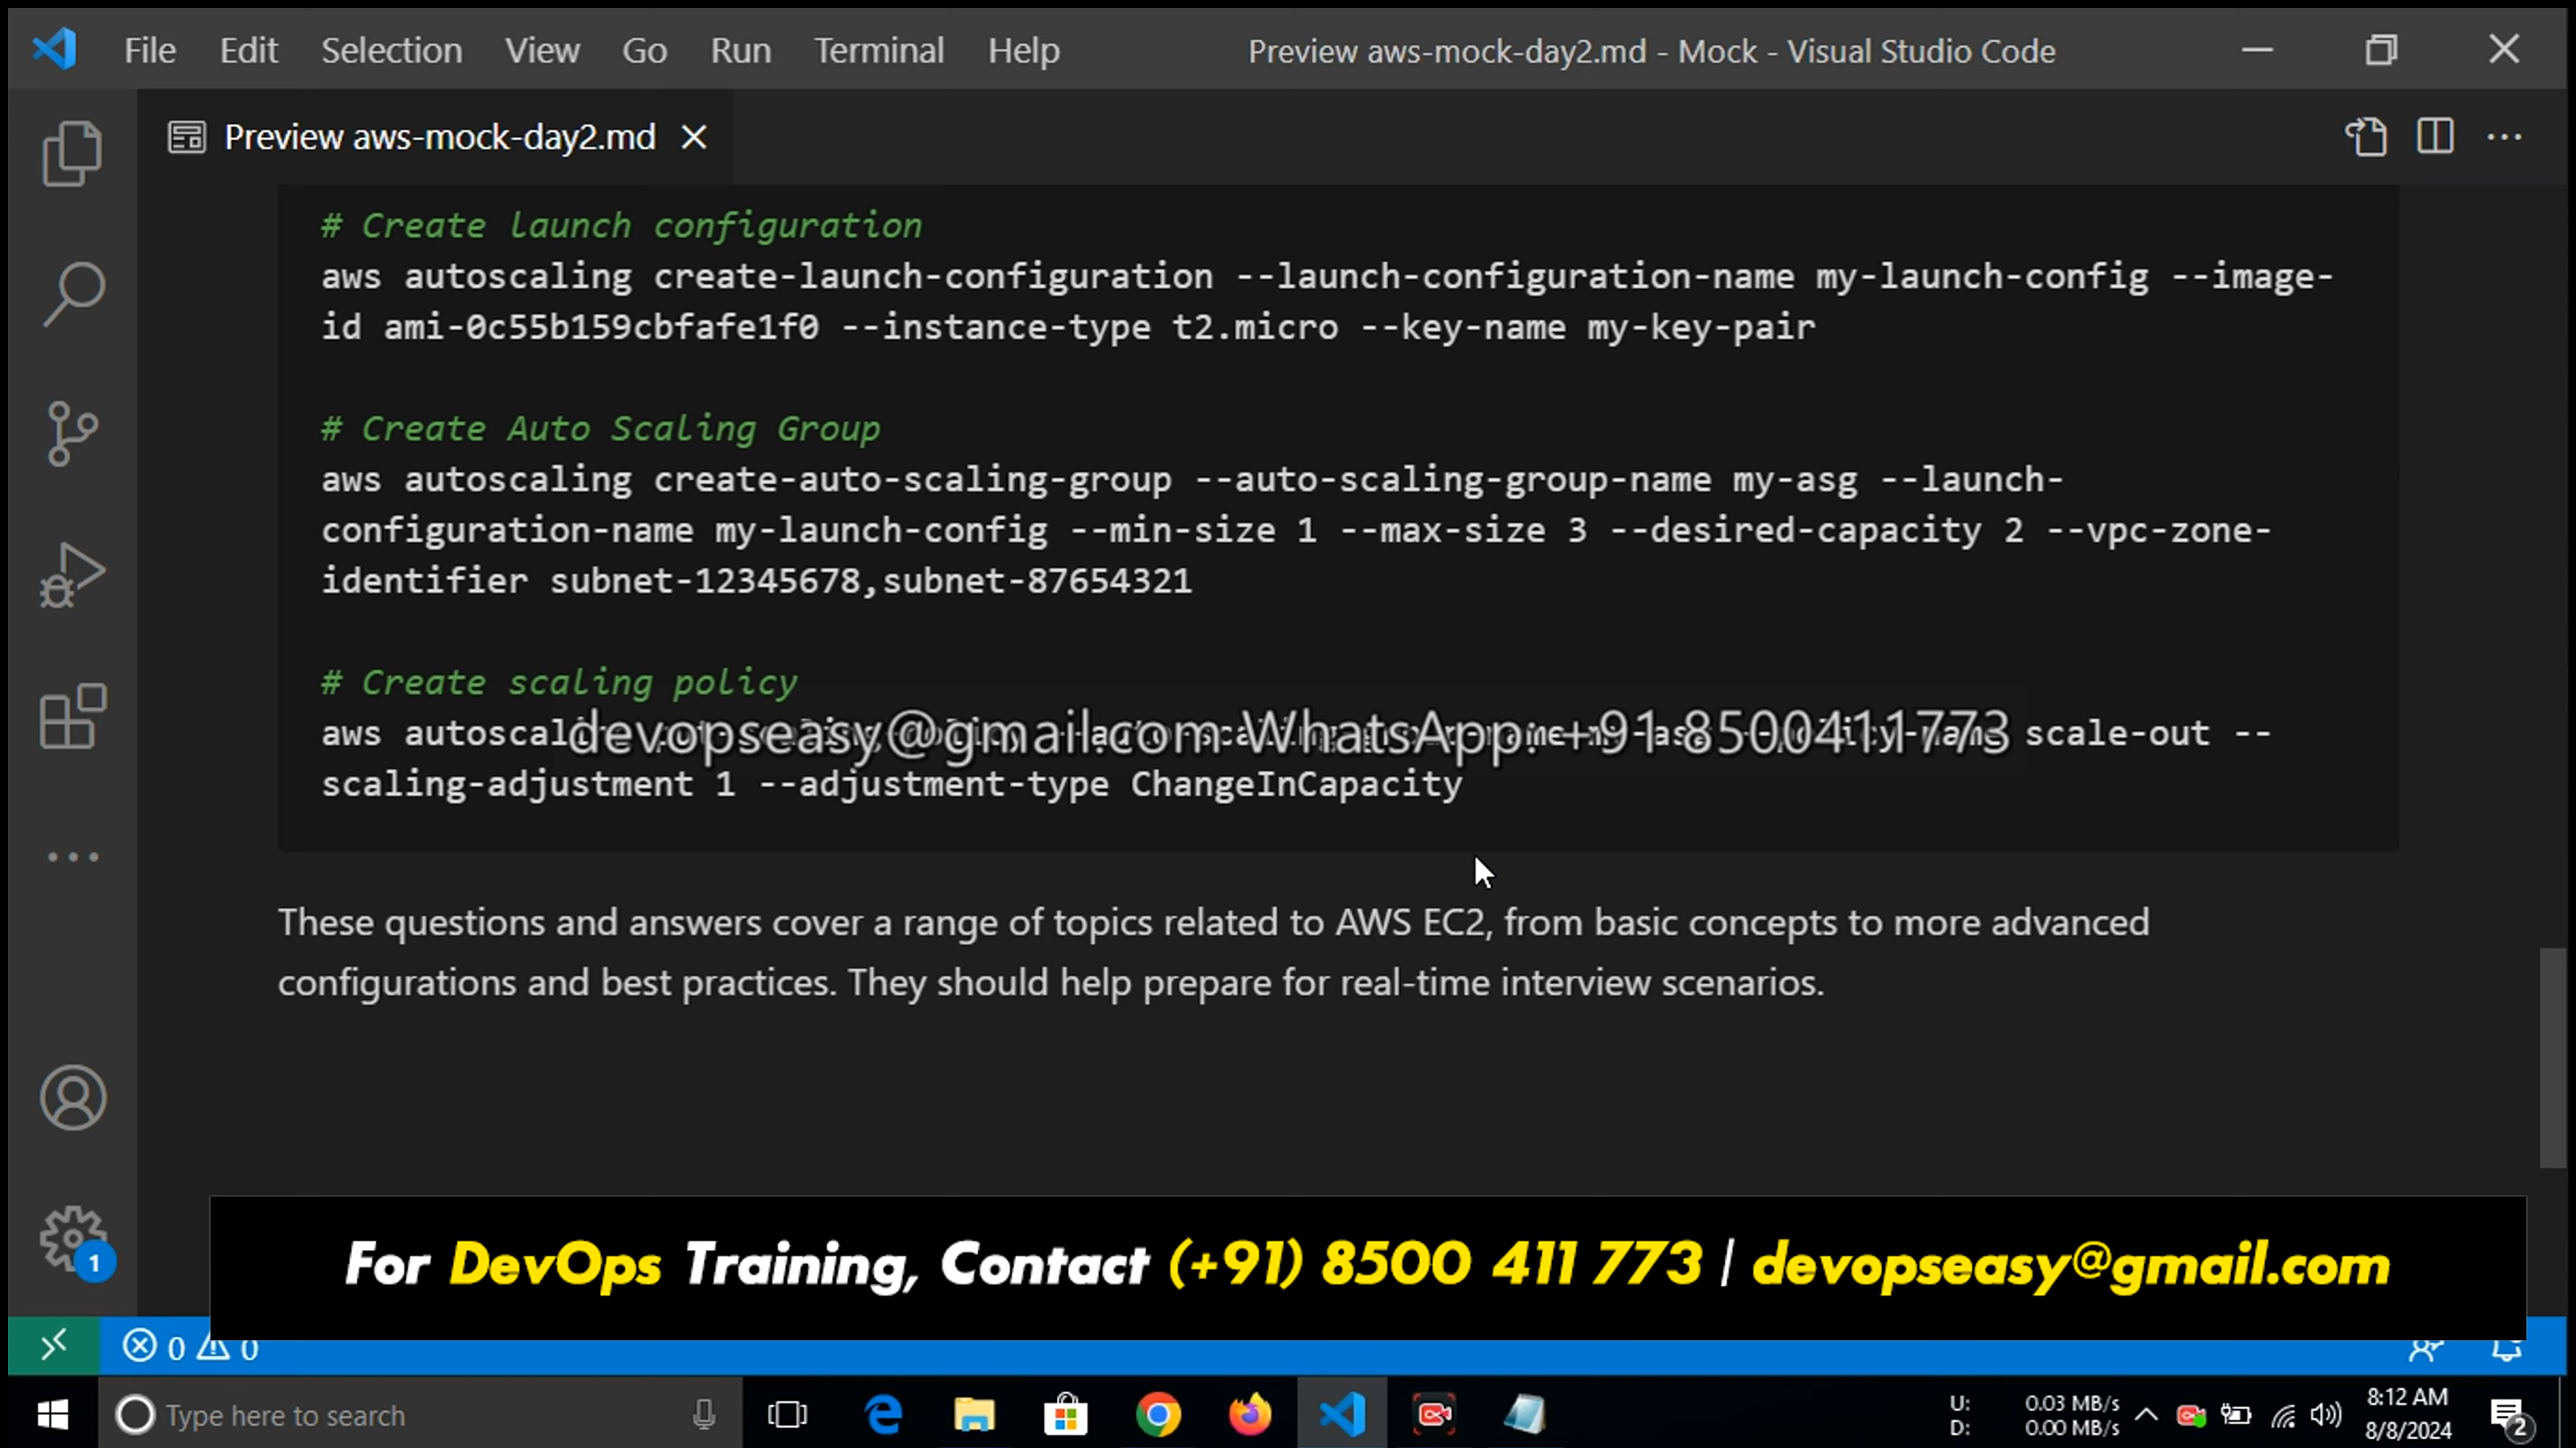 File Edit Selection View Go Run Terminal Help Preview aws-mock-day2.md - Mock - Visual Studio Code
Preview aws-mock-day2.md
# Create launch configuration
aws autoscaling create-launch-configuration --launch-configuration-name my-launch-config --image-
id ami-0c55b159cbfafe1f0 --instance-type t2.micro --key-name my-key-pair
# Create Auto Scaling Group
aws autoscaling create-auto-scaling-group --auto-scaling-group-name my-asg --launch-
configuration-name my-launch-config --min-size 1 --max-size 3 --desired-capacity 2 --vpc-zone-
identifier subnet-12345678,subnet-87654321
# Create scaling policy
aws scale-out --
devopseasy@gmail.com WhatsApp: +91 8500411773
scaling-adjustment 1 --adjustment-type ChangeInCapacity
These questions and answers cover a range of topics related to AWS EC2, from basic concepts to more advanced
configurations and best practices. They should help prepare for real-time interview scenarios.
1
For DevOps Training, Contact (+91) 8500 411 773 | devopseasy@gmail.com
0 0
Type here to search
U: 0.03 MB/s
D: 0.00 MB/s
8:12 AM
8/8/2024
2